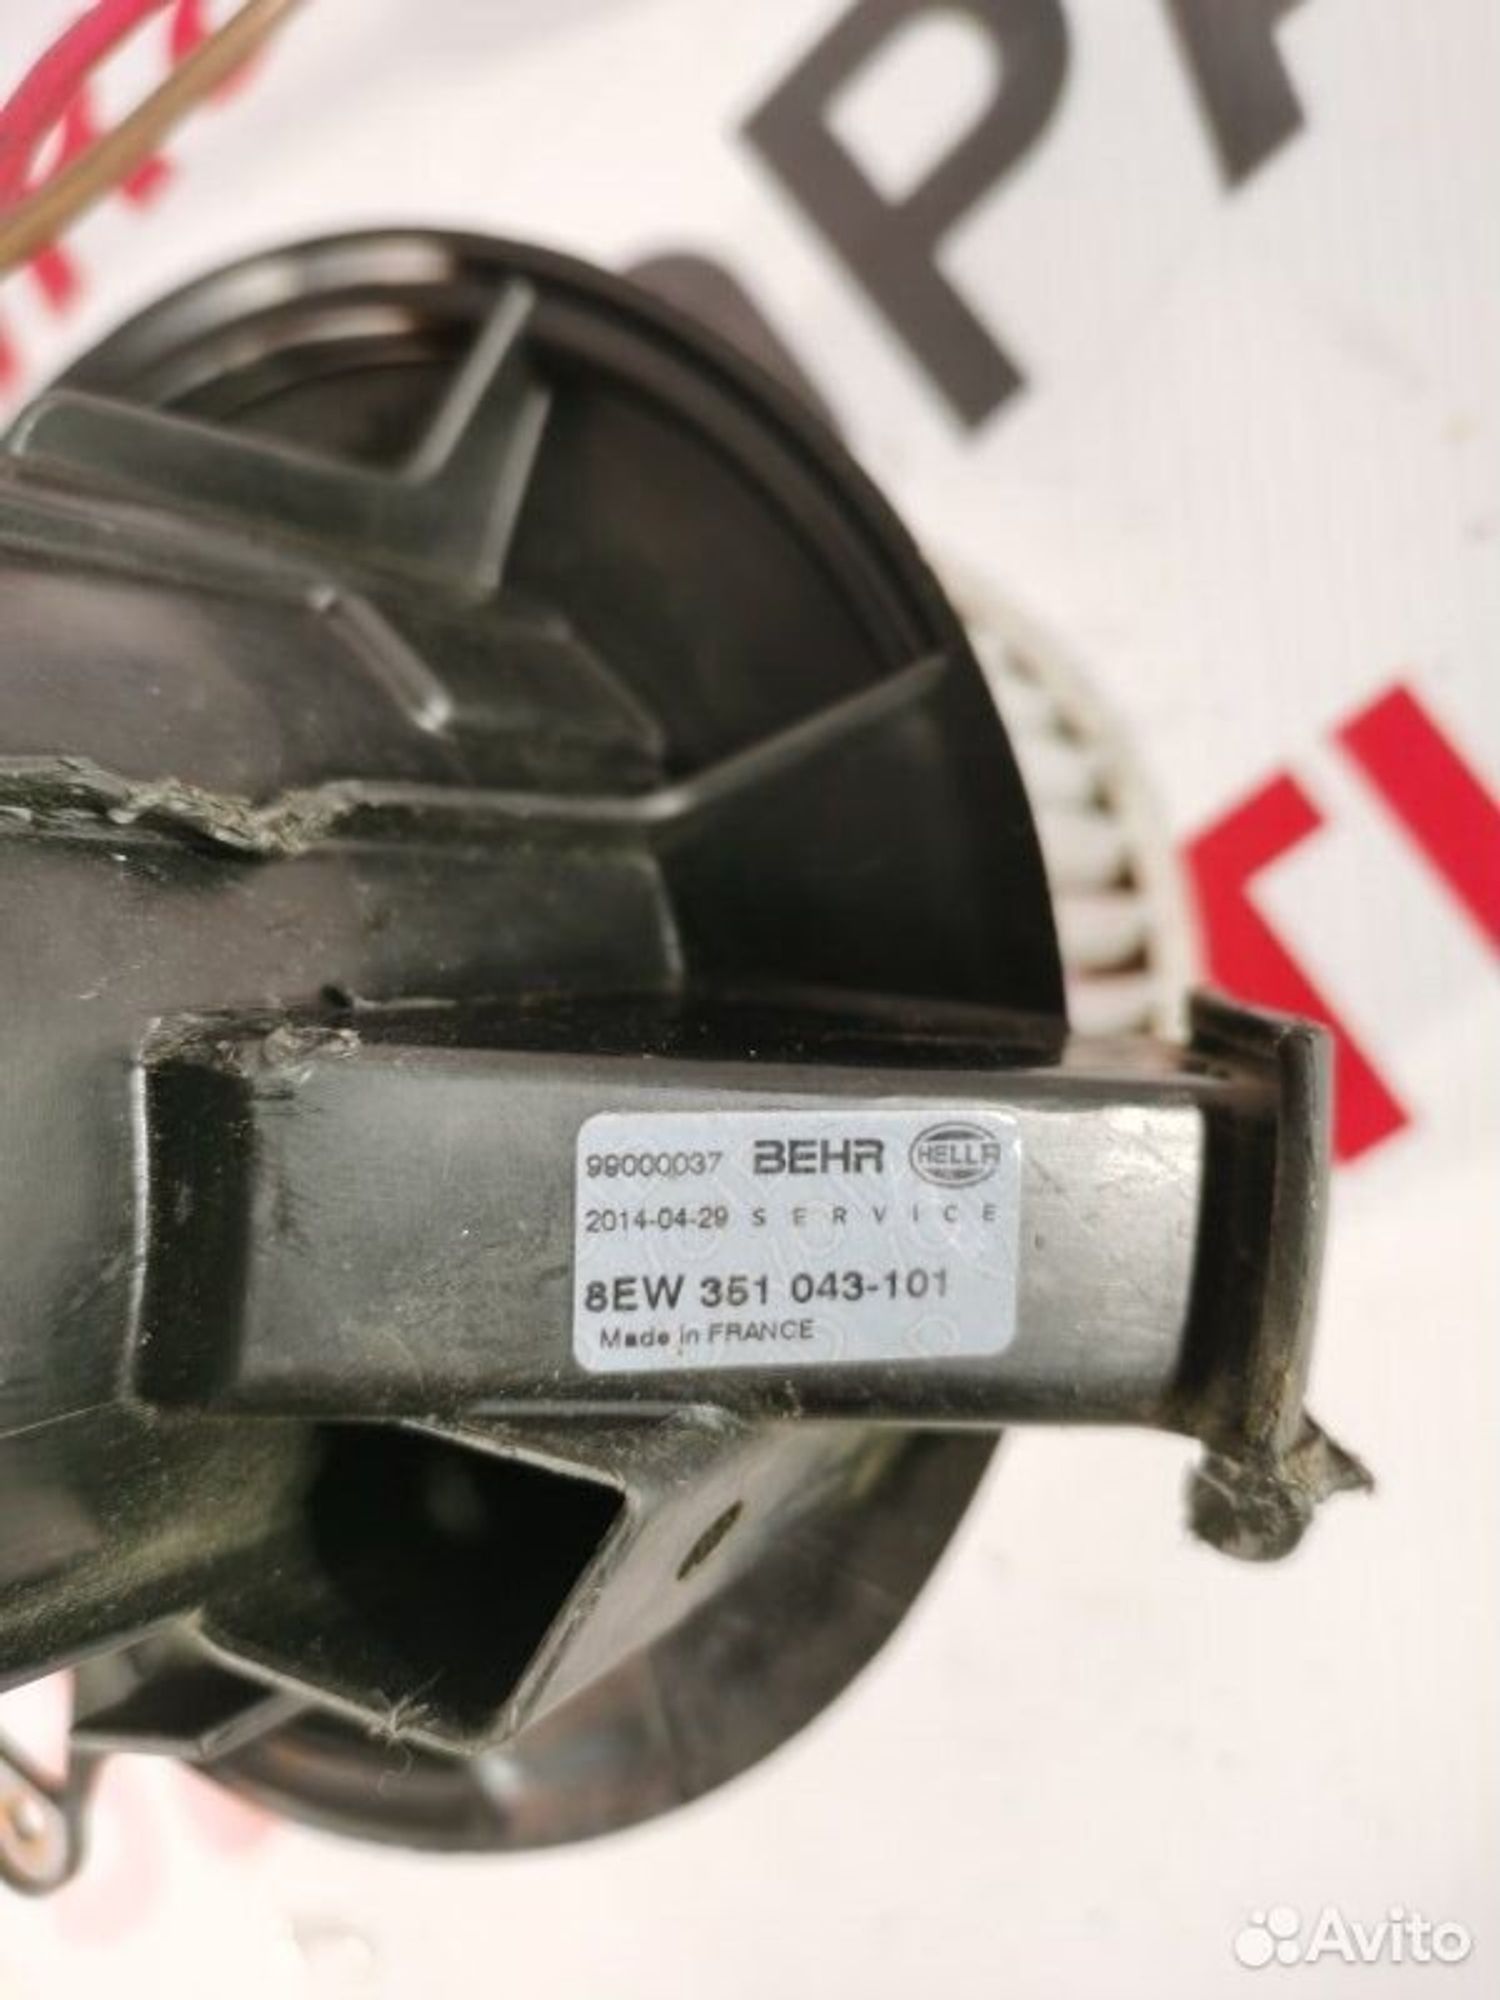 99000037 BEHR HELLA
2014-04-29 SERVICE
8EW 351 043-101
Made in FRANCE
Avito